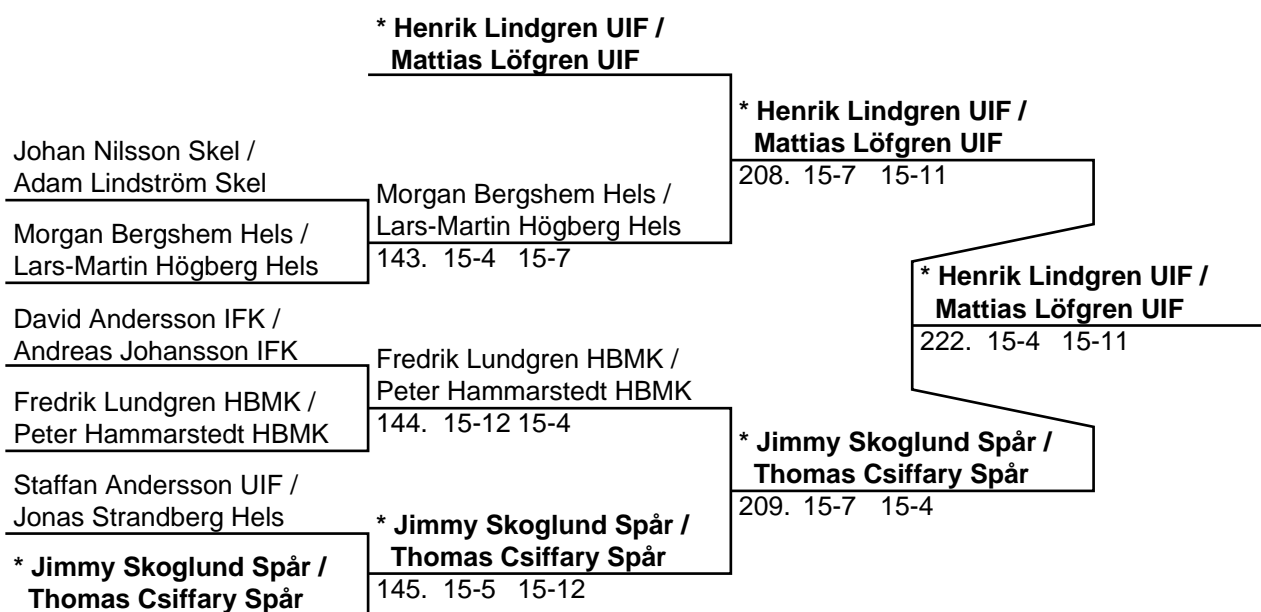 * Henrik Lindgren UIF /
Mattias Löfgren UIF
* Henrik Lindgren UIF /
Mattias Löfgren UIF
208. 15-7 15-11
Johan Nilsson Skel /
Adam Lindström Skel
Morgan Bergshem Hels /
Lars-Martin Högberg Hels
143. 15-4 15-7
Morgan Bergshem Hels /
Lars-Martin Högberg Hels
* Henrik Lindgren UIF /
Mattias Löfgren UIF
222. 15-4 15-11
David Andersson IFK /
Andreas Johansson IFK
Fredrik Lundgren HBMK /
Peter Hammarstedt HBMK
144. 15-12 15-4
Fredrik Lundgren HBMK /
Peter Hammarstedt HBMK
* Jimmy Skoglund Spår /
Thomas Csiffary Spår
209. 15-7 15-4
Staffan Andersson UIF /
Jonas Strandberg Hels
* Jimmy Skoglund Spår /
Thomas Csiffary Spår
145. 15-5 15-12
* Jimmy Skoglund Spår /
Thomas Csiffary Spår